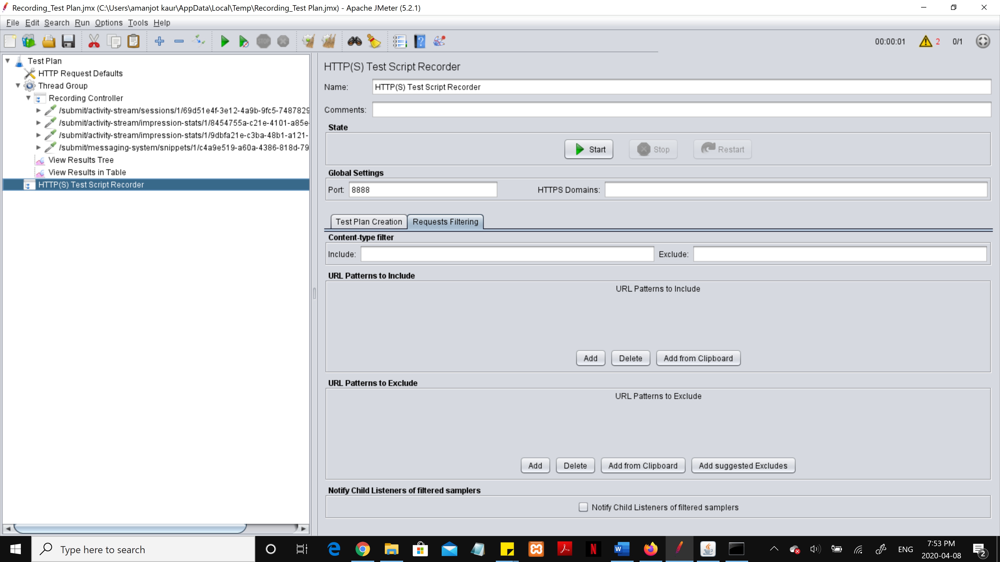 Recording_Test Plan.jmx (C:\Users\amanjot kaur\AppData\Local\Temp\Recording_Test Plan.jmx) - Apache JMeter (5.2.1)
File Edit Search Run Options Tools Help
STOP
00:00:01 2 0/1
Test Plan
HTTP Request Defaults
Thread Group
Recording Controller
/submit/activity-stream/sessions/1/69d51e4f-3e12-4a9b-9fc5-7487829
/submit/activity-stream/impression-stats/1/8454755a-c21e-4101-a85e-
/submit/activity-stream/impression-stats/1/9dbfa21e-c3ba-48b1-a121-
/submit/messaging-system/snippets/1/c4a9e519-a60a-4386-818d-79
View Results Tree
View Results in Table
HTTP(S) Test Script Recorder
HTTP(S) Test Script Recorder
Name: HTTP(S) Test Script Recorder
Comments:
State
Start Stop Restart
Global Settings
Port: 8888 HTTPS Domains:
Test Plan Creation Requests Filtering
Content-type filter
Include: Exclude:
URL Patterns to Include
URL Patterns to Include
Add Delete Add from Clipboard
URL Patterns to Exclude
URL Patterns to Exclude
Add Delete Add from Clipboard Add suggested Excludes
Notify Child Listeners of filtered samplers
Notify Child Listeners of filtered samplers
Type here to search
ENG
7:53 PM
2020-04-08
2